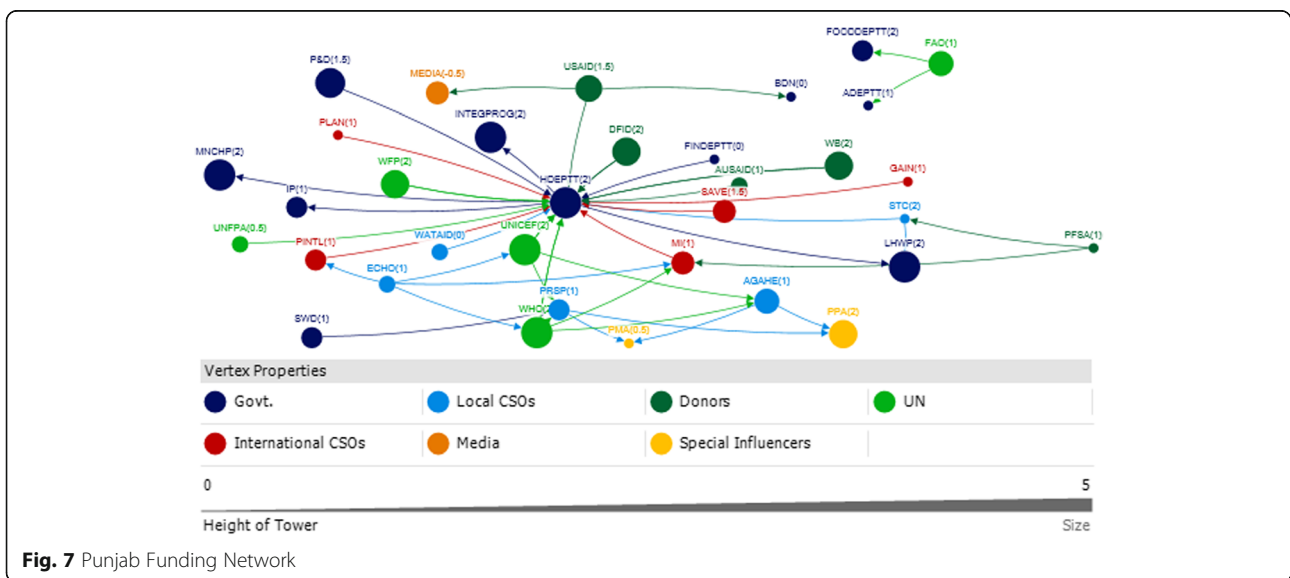 FOCCDEPTT(2)
FAO(1)
P&D(1.5)
USAID(1.5)
MEDIA(-0.5)
BDN(0)
ADEPTT(1)
INTEGPROG(2)
PLAN(1)
DFID(2)
FINDEPTT(0)
WB(2)
MNCHP(2)
WFP(2)
AUSAID(1)
GAIN(1)
HDEPTT(2)
IP(1)
SAVE(1.5)
STC(2)
UNFPA(0.5)
UNICEF(2)
PINTL(1)
WATAID(0)
MI(1)
LHWP(2)
PFSA(1)
ECHO(1)
PRSP(1)
AGAHE(1)
WHO(
SWD(1)
PMA(0.5)
PPA(2)
Vertex Properties
Govt. Local CSOs Donors UN
International CSOs Media Special Influencers
0 5
Height of Tower Size
Fig. 7 Punjab Funding Network